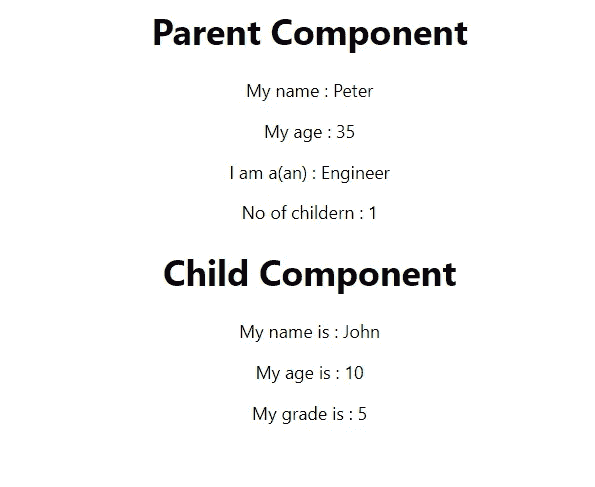 Parent Component
My name : Peter
My age : 35
I am a(an) : Engineer
No of childern : 1
Child Component
My name is : John
My age is : 10
My grade is : 5